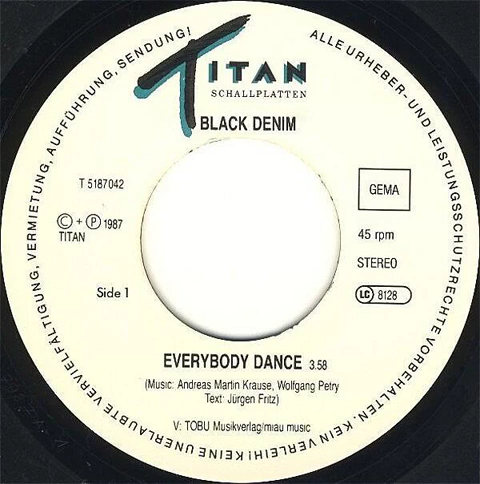 ALLE URHEBER- UND LEISTUNGSSCHUTZRECHTE VORBEHALTEN. KEIN VERLEIH! KEINE UNERLAUBTE VERVIELFÄLTIGUNG, VERMIETUNG, AUFFÜHRUNG, SENDUNG!
TITAN
SCHALLPLATTEN
BLACK DENIM
T 5187042
© + ℗ 1987
TITAN
Side 1
GEMA
45 rpm
STEREO
LC 8128
EVERYBODY DANCE 3.58
(Music: Andreas Martin Krause, Wolfgang Petry
Text: Jürgen Fritz)
V: TOBU Musikverlag/miau music